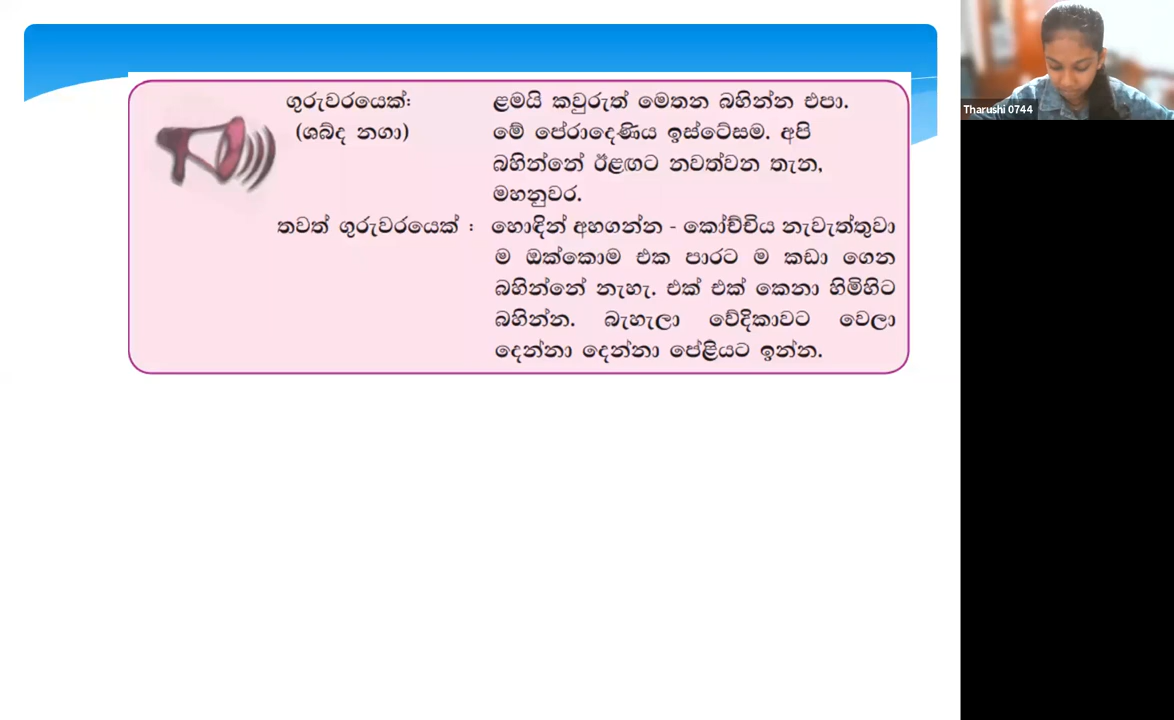 ගුරුවරයෙක්: ළමයි කවුරුත් මෙතන බහින්න එපා.
(ශබ්ද නගා) මේ පේරාදෙණිය ඉස්ටේසම. අපි
බහින්නේ ඊළඟට නවත්වන තැන,
මහනුවර.
තවත් ගුරුවරයෙක් : හොඳින් අහගන්න - කෝච්චිය නැවැත්තුවා
ම ඔක්කොම එක පාරට ම කඩා ගෙන
බහින්නේ නැහැ. එක් එක් කෙනා හිමිහිට
බහින්න. බැහැලා වේදිකාවට වෙලා
දෙන්නා දෙන්නා පේළියට ඉන්න.
Tharushi 0744